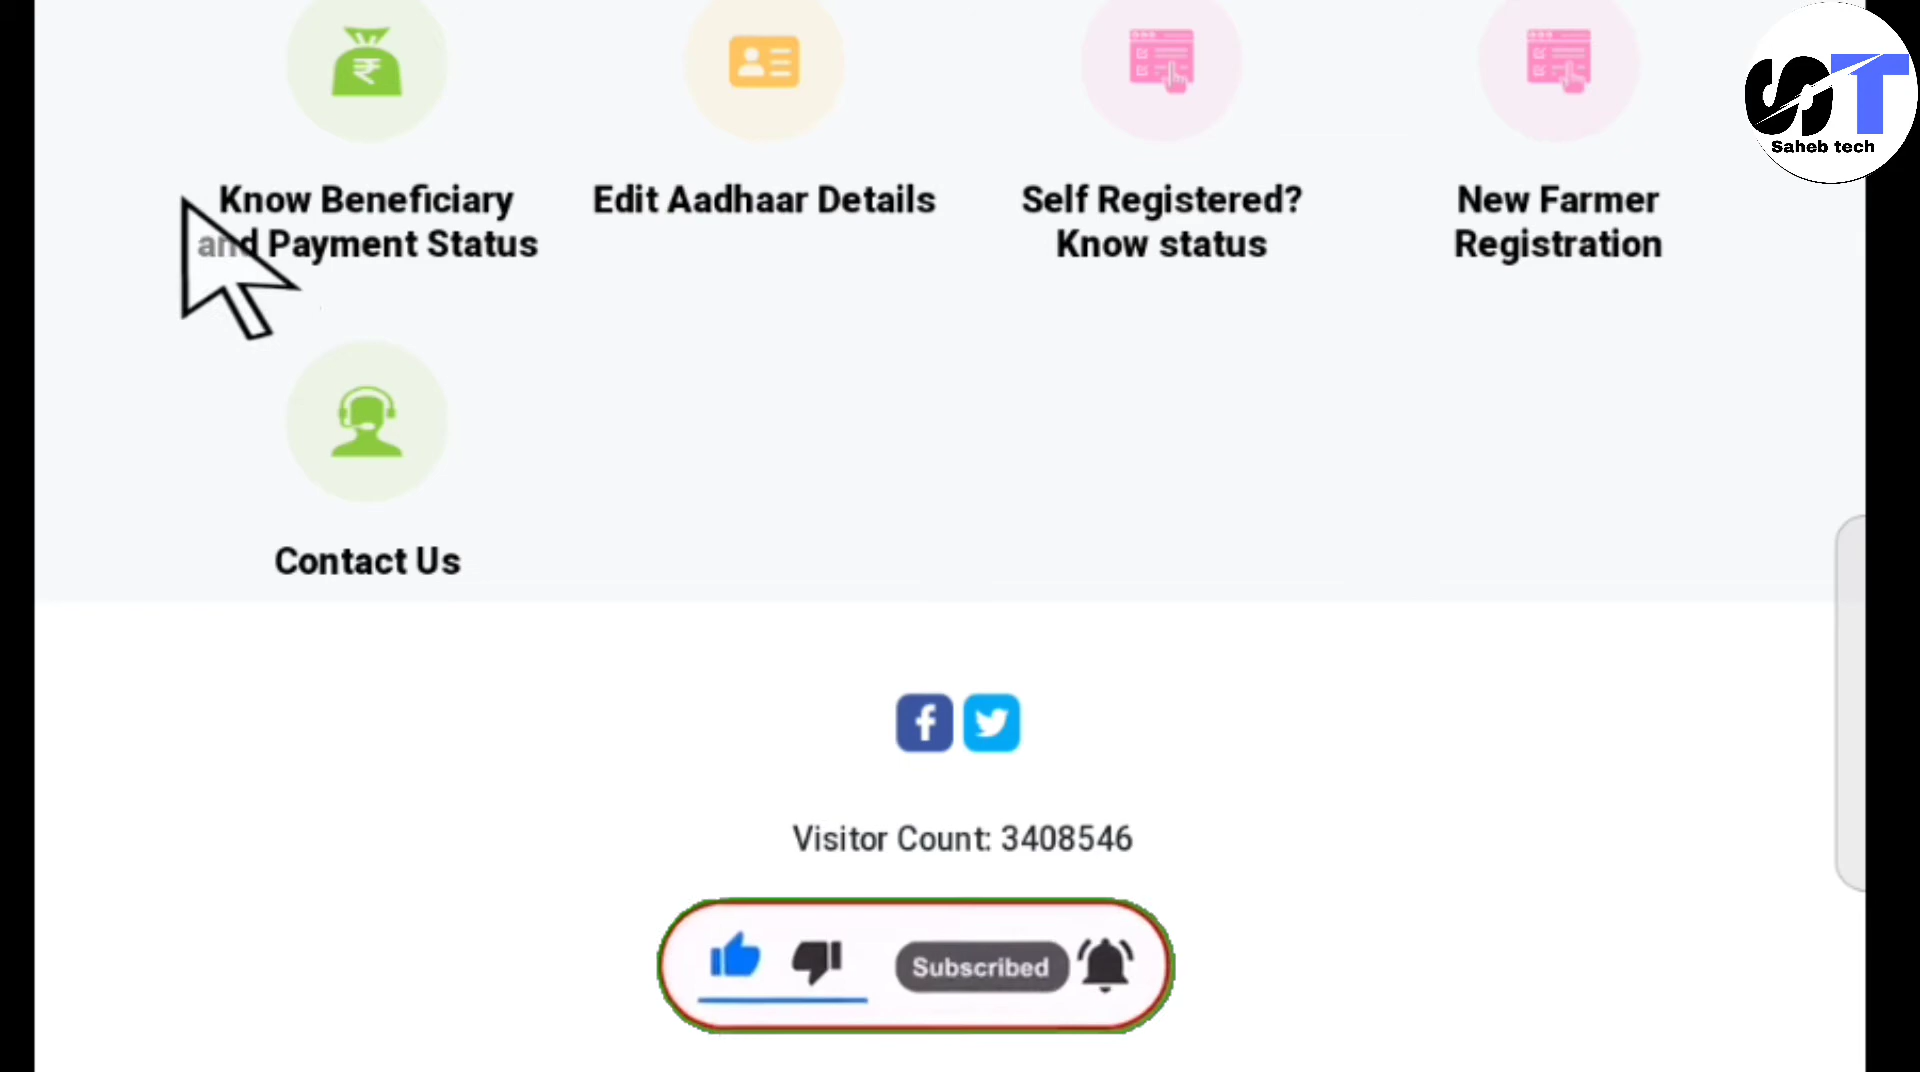 ST
Saheb tech
Know Beneficiary
and Payment Status
Edit Aadhaar Details
Self Registered?
Know status
New Farmer
Registration
Contact Us
Visitor Count: 3408546
Subscribed